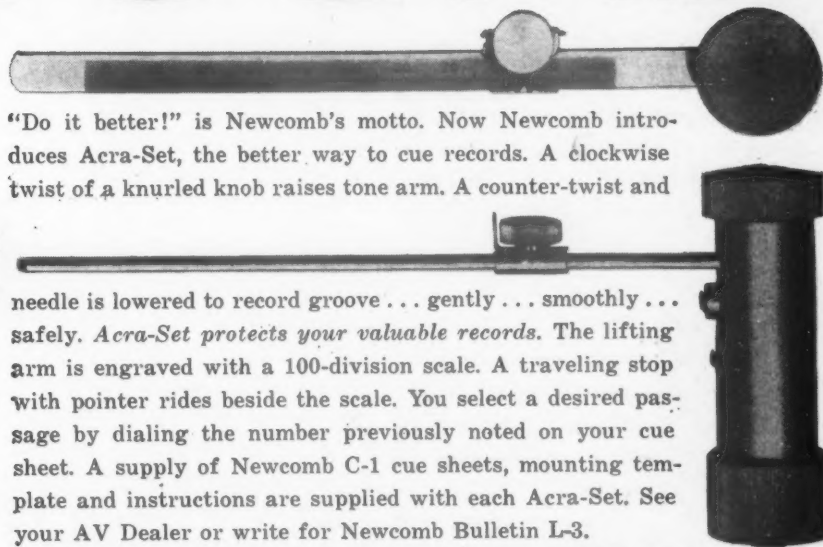 “Do it better!” is Newcomb’s motto. Now Newcomb intro-
duces Acra-Set, the better way to cue records. A clockwise
twist of a knurled knob raises tone arm. A counter-twist and
needle is lowered to record groove . . . gently . . . smoothly . . .
safely. Acra-Set protects your valuable records. The lifting
arm is engraved with a 100-division scale. A traveling stop
with pointer rides beside the scale. You select a desired pas-
sage by dialing the number previously noted on your cue
sheet. A supply of Newcomb C-1 cue sheets, mounting tem-
plate and instructions are supplied with each Acra-Set. See
your AV Dealer or write for Newcomb Bulletin L-3.